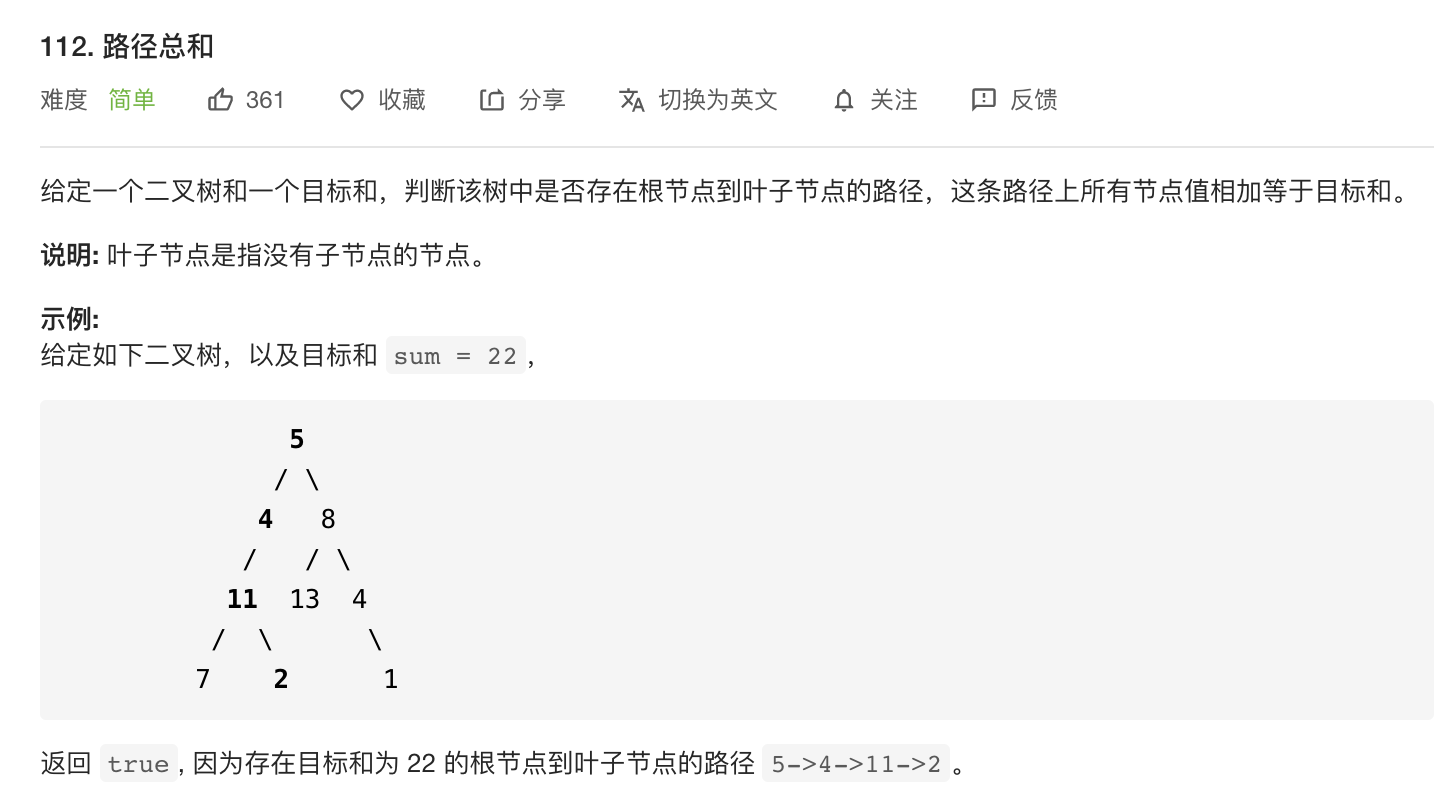 112. 路径总和
难度 简单 361 收藏 分享 切换为英文 关注 反馈
给定一个二叉树和一个目标和，判断该树中是否存在根节点到叶子节点的路径，这条路径上所有节点值相加等于目标和。
说明: 叶子节点是指没有子节点的节点。
示例:
给定如下二叉树，以及目标和 sum = 22，
5
/ \
4 8
/ / \
11 13 4
/ \ \
7 2 1
返回 true, 因为存在目标和为 22 的根节点到叶子节点的路径 5->4->11->2。